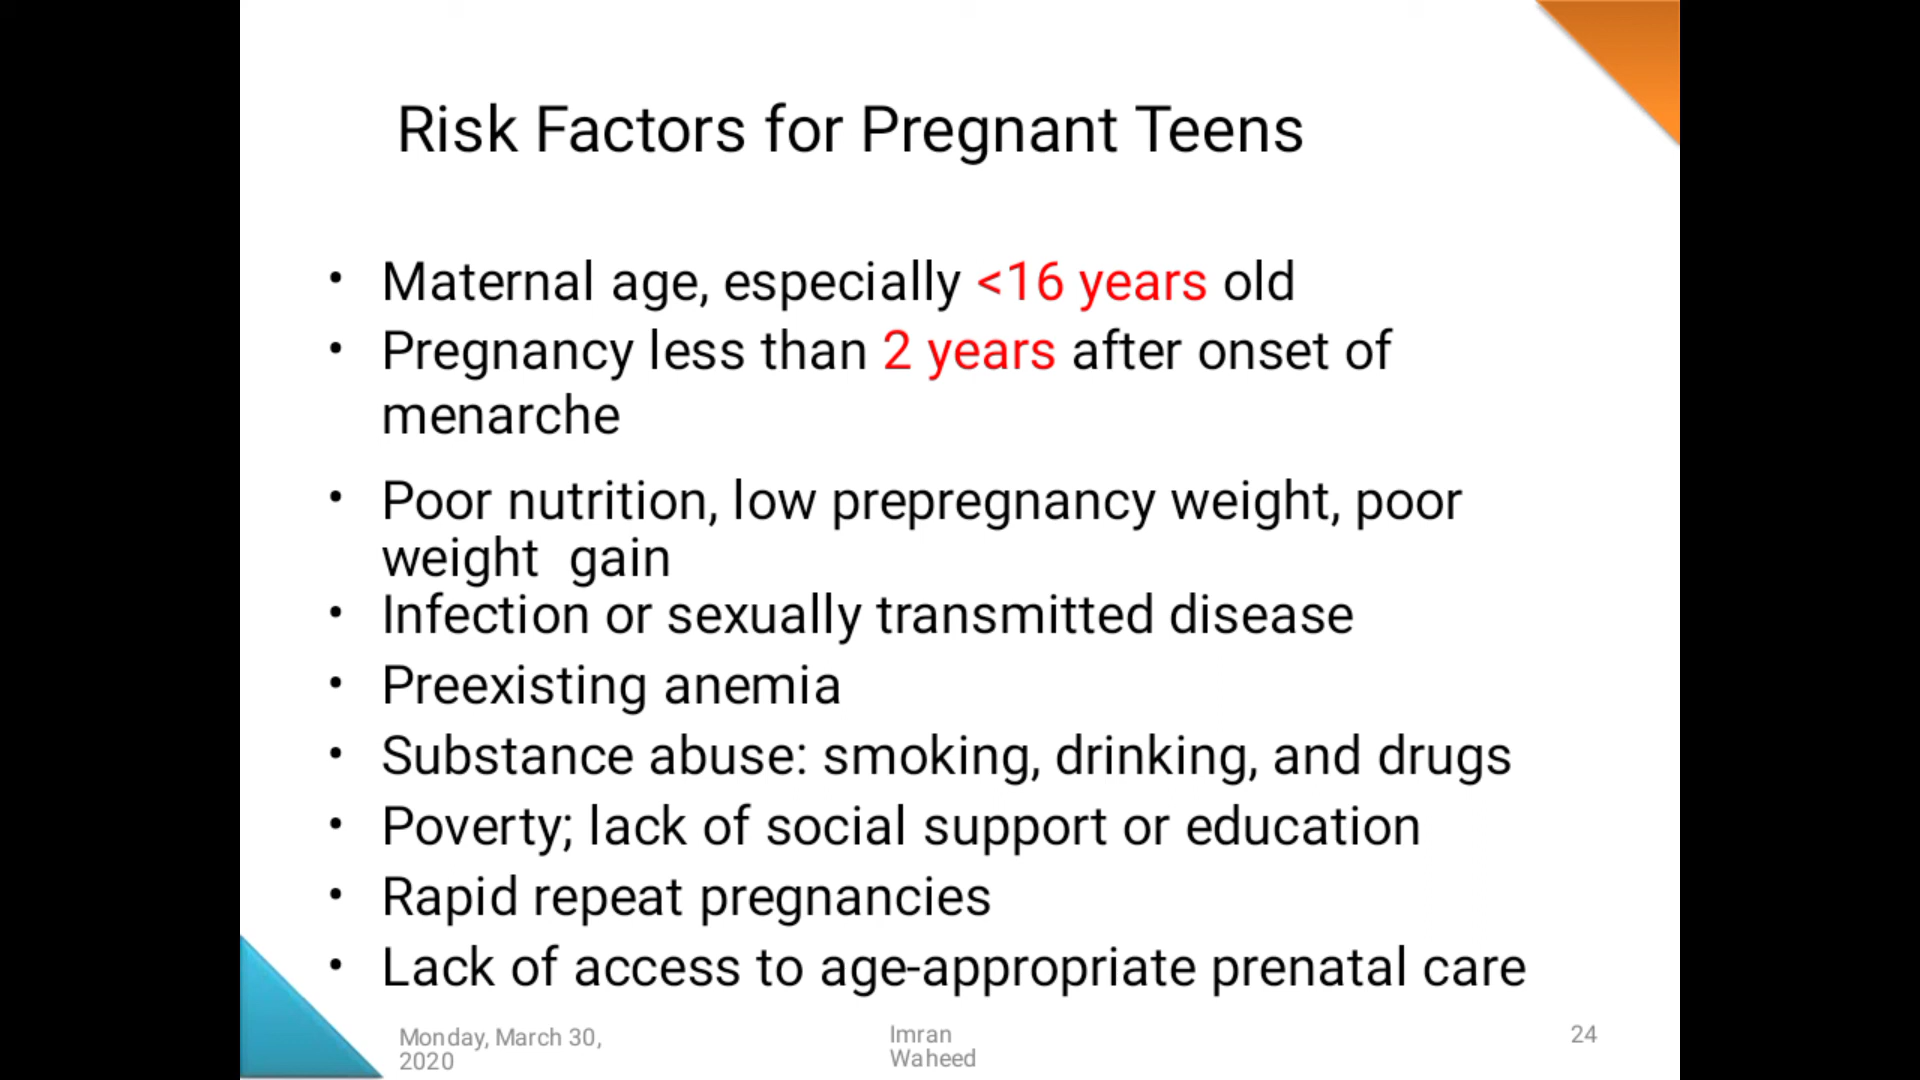 Risk Factors for Pregnant Teens
• Maternal age, especially <16 years old
• Pregnancy less than 2 years after onset of
menarche
• Poor nutrition, low prepregnancy weight, poor
weight  gain
• Infection or sexually transmitted disease
• Preexisting anemia
• Substance abuse: smoking, drinking, and drugs
• Poverty; lack of social support or education
• Rapid repeat pregnancies
• Lack of access to age-appropriate prenatal care
Monday, March 30,
2020
Imran
Waheed
24